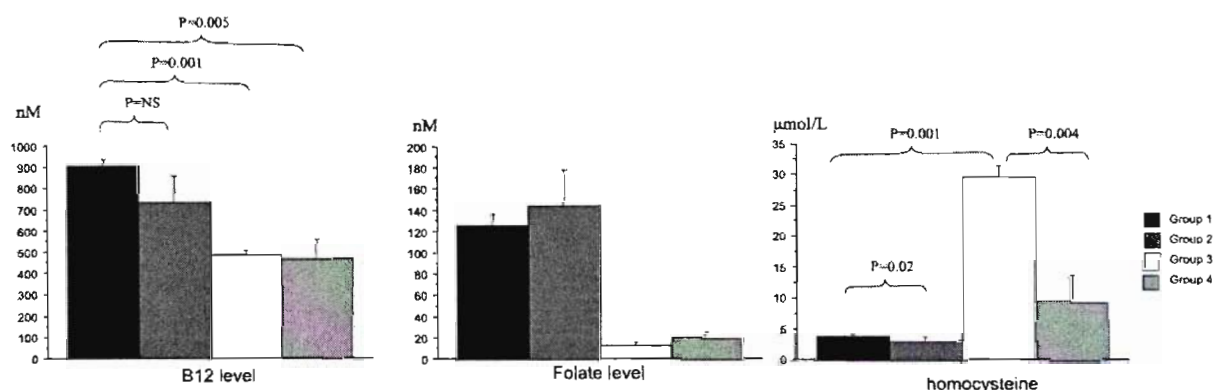 P=0.005
P=0.001
P=NS
nM
1000
900
800
700
600
500
400
300
200
100
0
B12 level
nM
200
180
160
140
120
100
80
60
40
20
0
Folate level
μmol/L
P=0.001
P=0.004
P=0.02
35
30
25
20
15
10
5
0
homocysteine
Group 1
Group 2
Group 3
Group 4